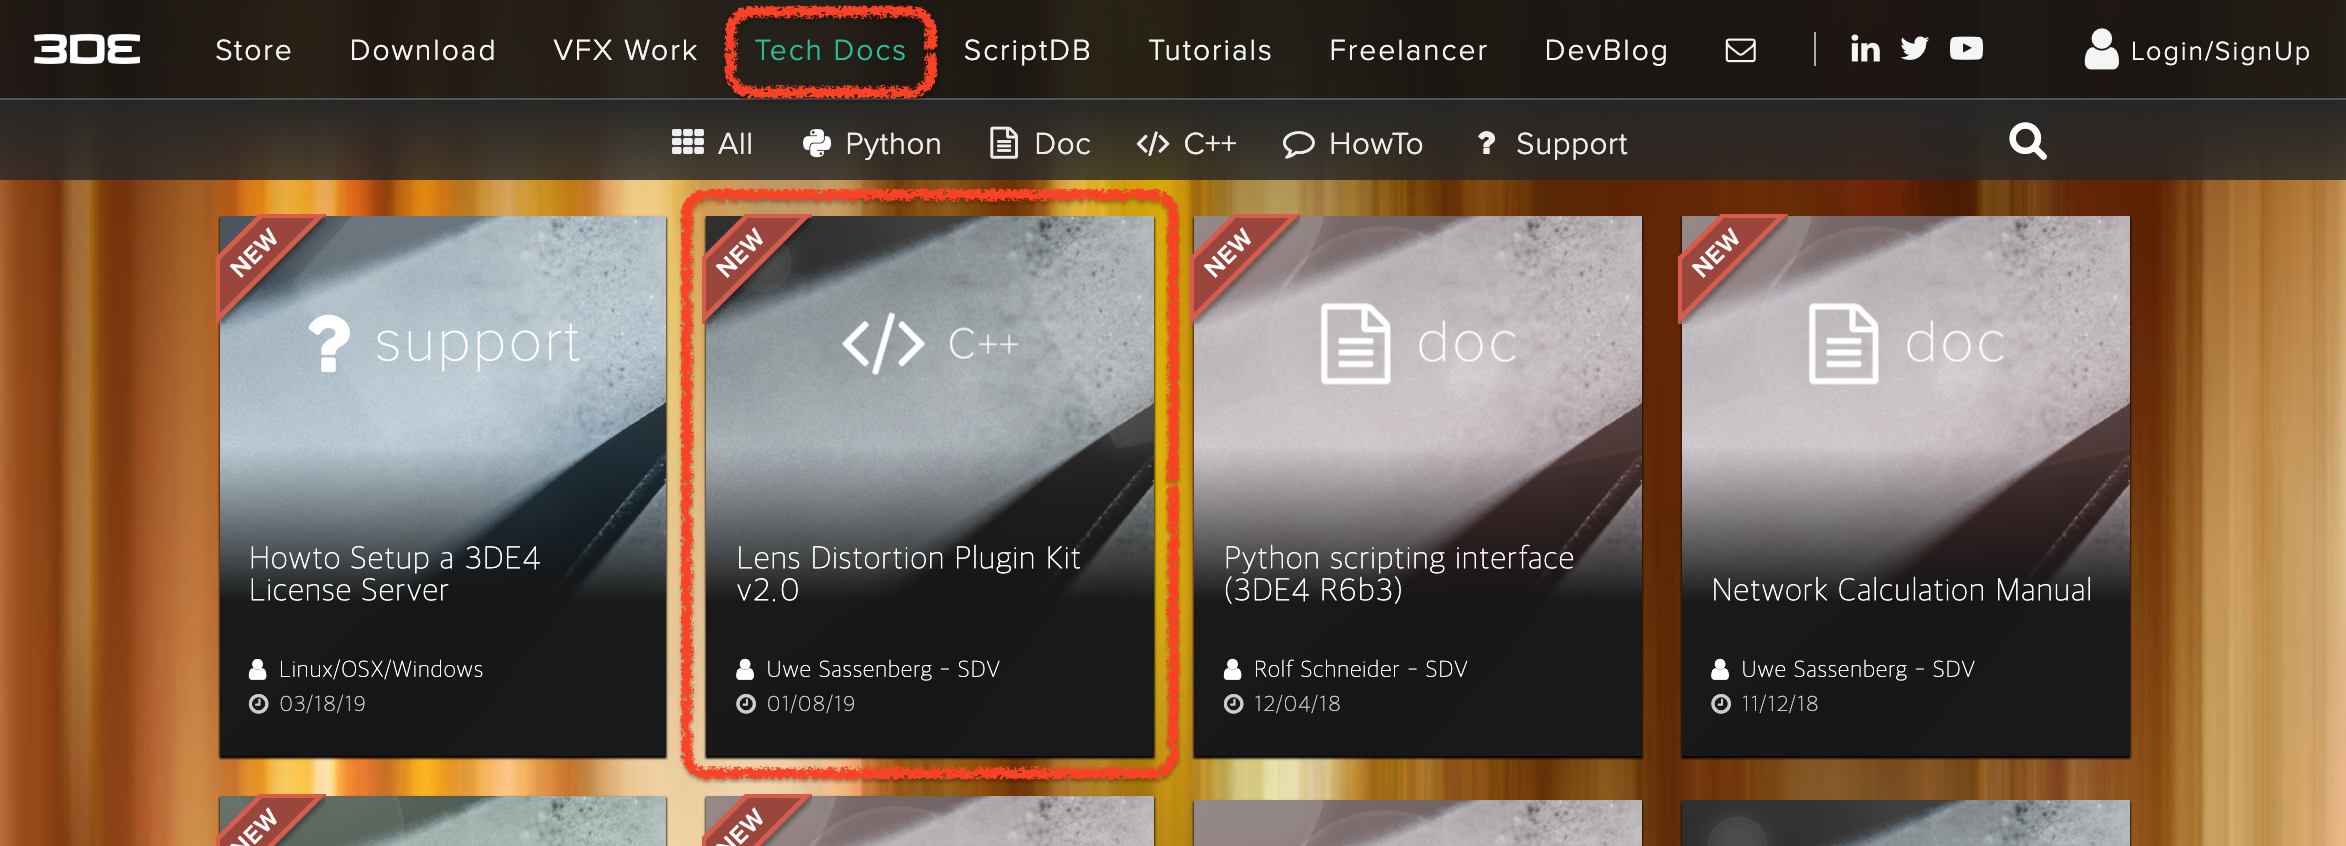 3DE
Store
Download
VFX Work
Tech Docs
ScriptDB
Tutorials
Freelancer
DevBlog
in
Login/SignUp
All
Python
Doc
</> C++
HowTo
? Support
NEW
? support
Howto Setup a 3DE4
License Server
Linux/OSX/Windows
03/18/19
NEW
</> C++
Lens Distortion Plugin Kit
v2.0
Uwe Sassenberg - SDV
01/08/19
NEW
doc
Python scripting interface
(3DE4 R6b3)
Rolf Schneider - SDV
12/04/18
NEW
doc
Network Calculation Manual
Uwe Sassenberg - SDV
11/12/18
NEW
NEW